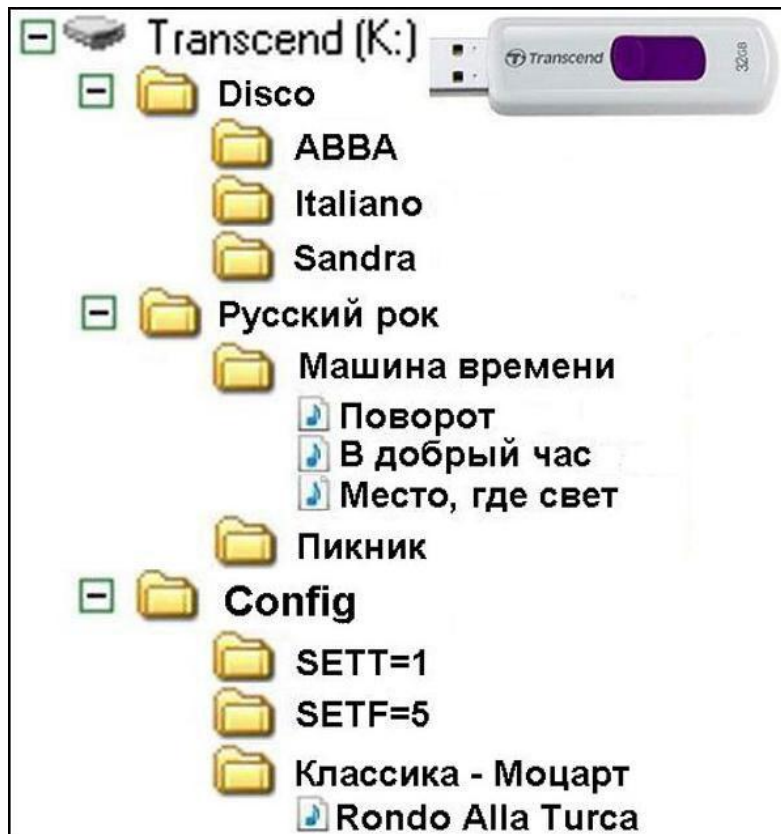 Transcend (K:)
Transcend
32GB
Disco
ABBA
Italiano
Sandra
Русский рок
Машина времени
Поворот
В добрый час
Место, где свет
Пикник
Config
SETT=1
SETF=5
Классика - Моцарт
Rondo Alla Turca